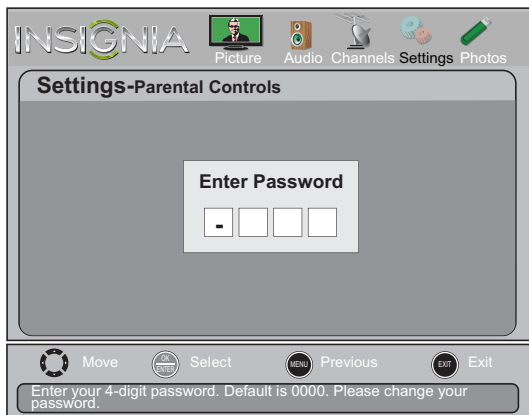 INSIGNIA
Picture Audio Channels Settings Photos
Settings-Parental Controls
Enter Password
-
Move OK ENTER Select MENU Previous EXIT Exit
Enter your 4-digit password. Default is 0000. Please change your
password.